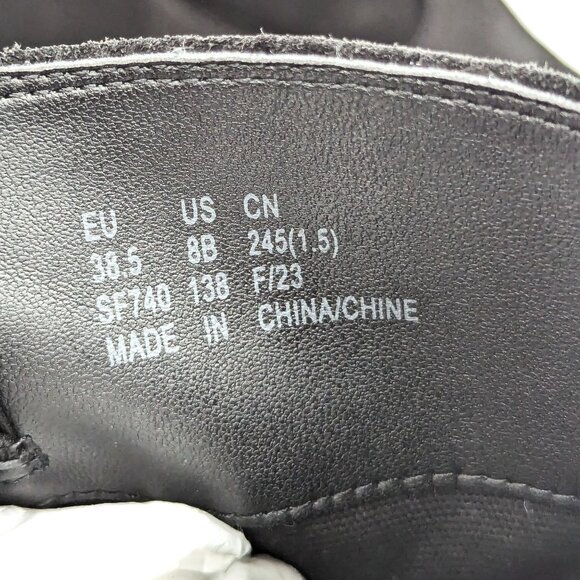 EU US CN
38.5 8B 245(1.5)
SF740 138 F/23
MADE IN CHINA/CHINE